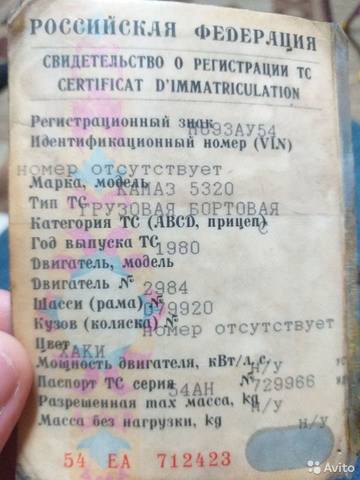 РОССИЙСКАЯ ФЕДЕРАЦИЯ
СВИДЕТЕЛЬСТВО О РЕГИСТРАЦИИ ТС
CERTIFICAT D'IMMATRICULATION
Регистрационный знак Н693АУ54
Идентификационный номер (VIN)
номер отсутствует
Марка, модель КАМАЗ 5320
Тип ТС ГРУЗОВАЯ БОРТОВАЯ
Категория ТС (ABCD, прицеп) С
Год выпуска ТС 1980
Двигатель, модель
Двигатель № 2984
Шасси (рама) № 079920
Кузов (коляска) № номер отсутствует
Цвет ХАКИ
Мощность двигателя, кВт/л.с. н/у
Паспорт ТС серия 54АН № 729966
Разрешенная max масса, kg н/у
Масса без нагрузки, kg н/у
54 ЕА 712423
Avito